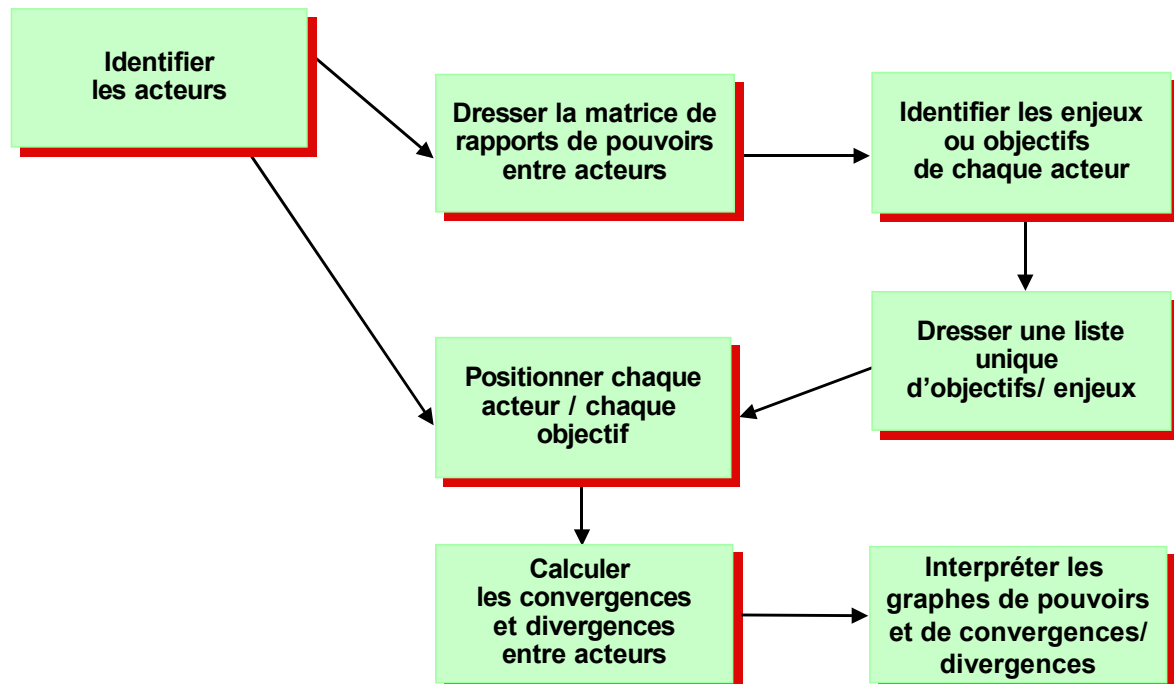 Identifier
les acteurs
Dresser la matrice de
rapports de pouvoirs
entre acteurs
Identifier les enjeux
ou objectifs
de chaque acteur
Dresser une liste
unique
d’objectifs/ enjeux
Positionner chaque
acteur / chaque
objectif
Calculer
les convergences
et divergences
entre acteurs
Interpréter les
graphes de pouvoirs
et de convergences/
divergences